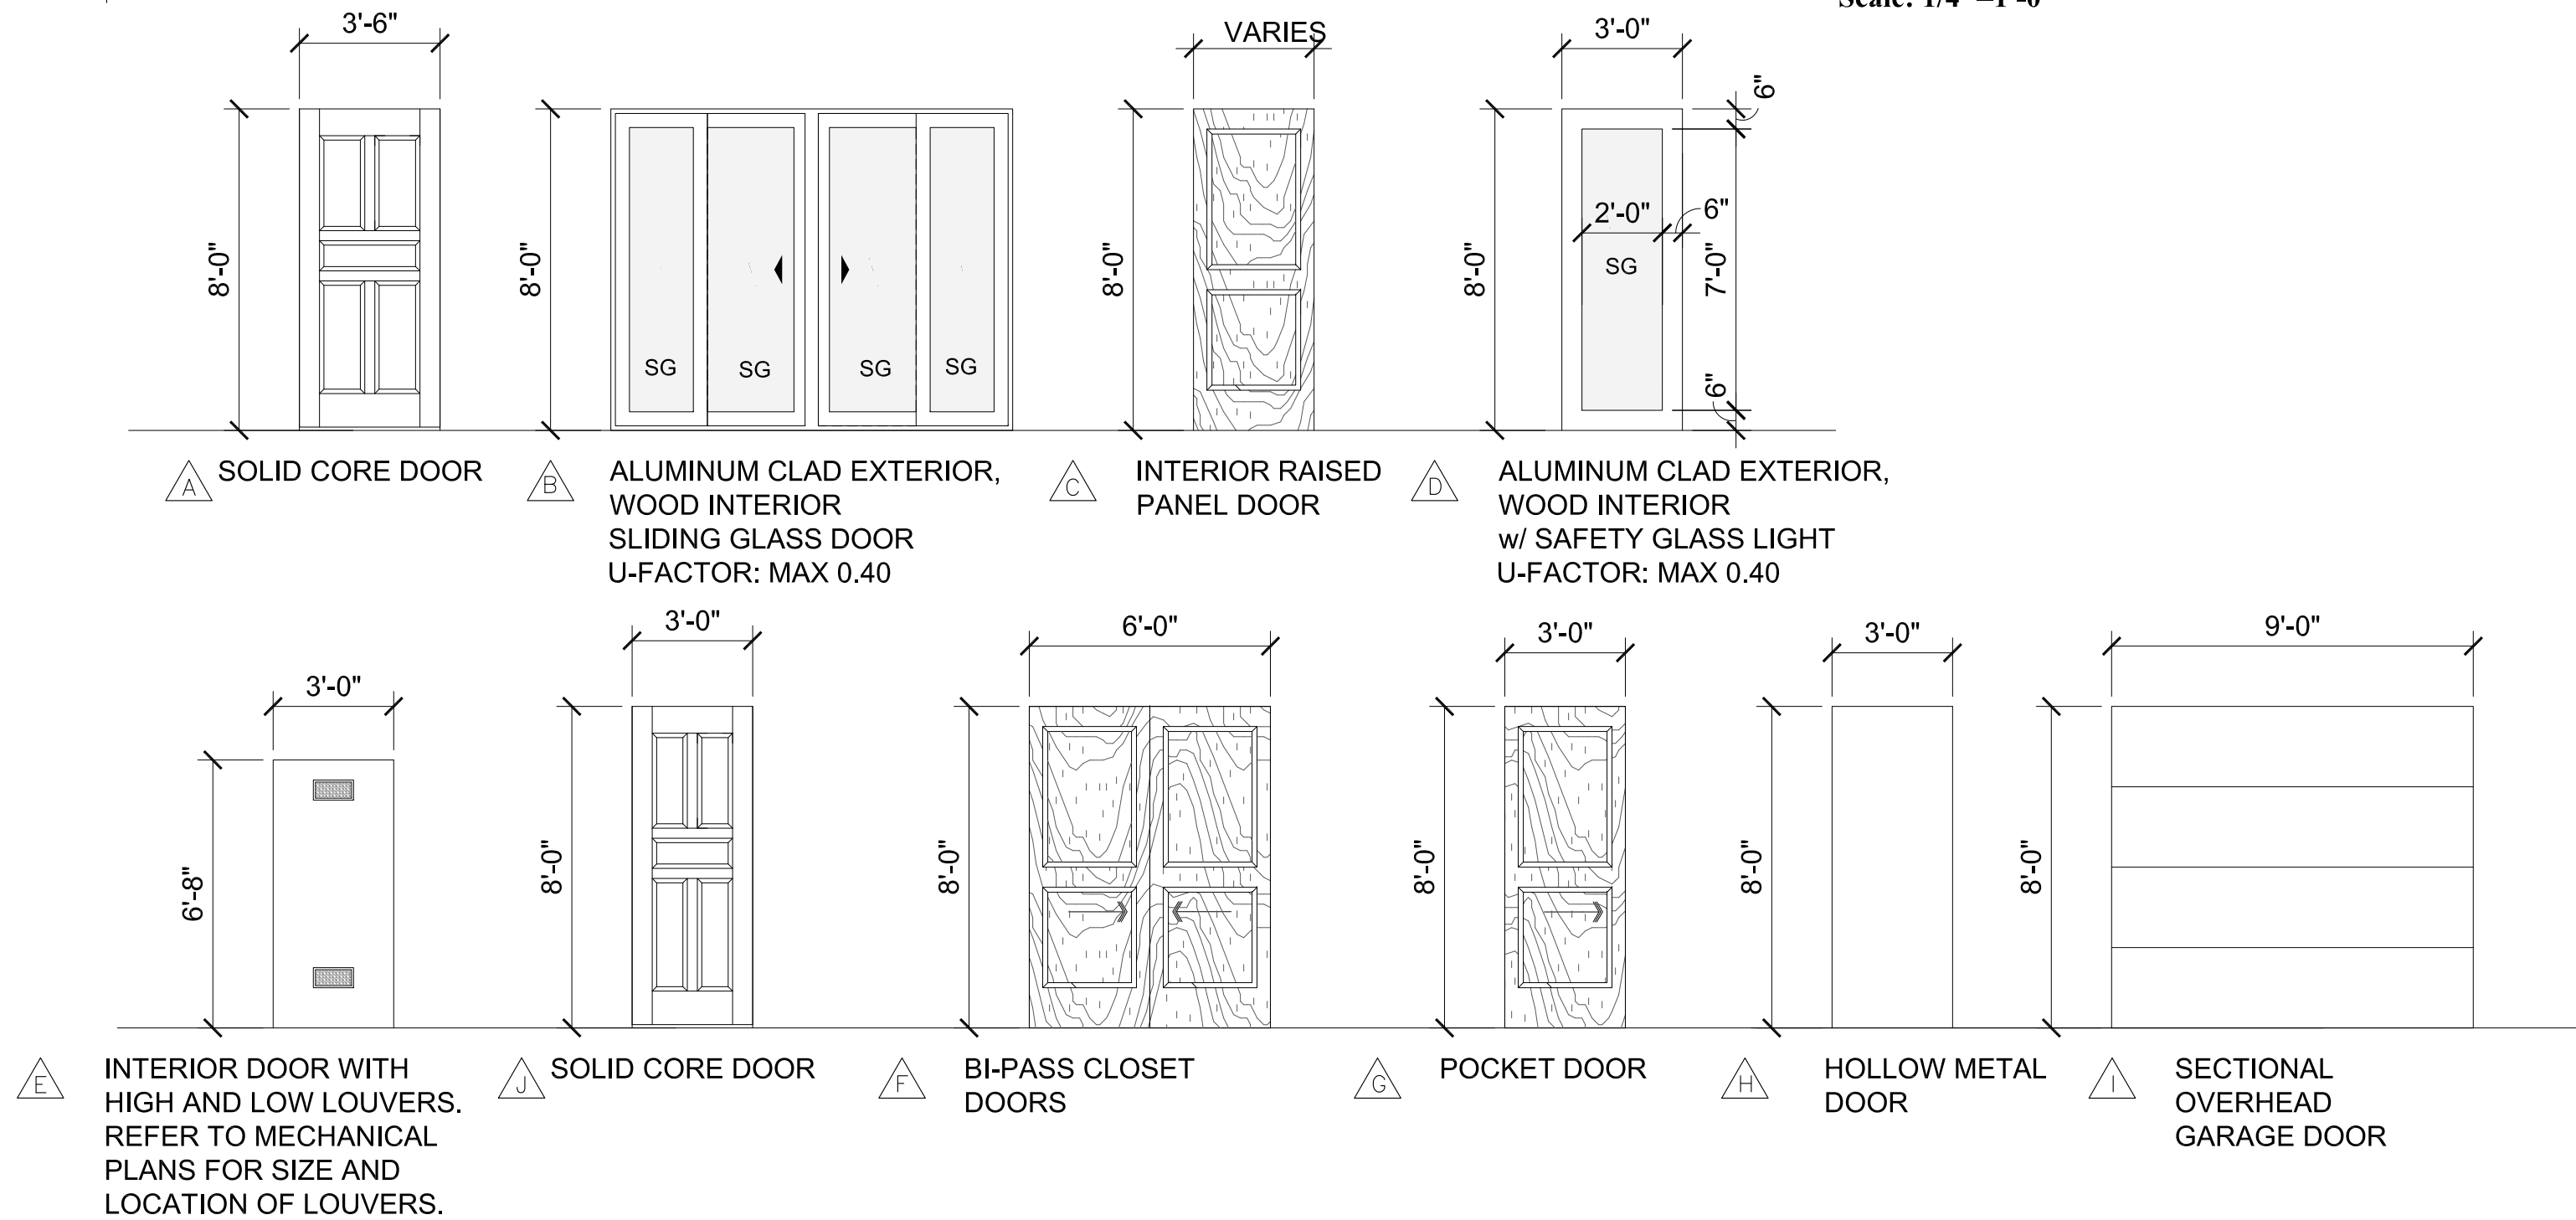 Scale: 1/4"=1'-0"
3'-6"
VARIES
3'-0"
6"
8'-0"
8'-0"
8'-0"
8'-0"
2'-0"
6"
7'-0"
SG
SG
SG
SG
SG
6"
A
SOLID CORE DOOR
B
ALUMINUM CLAD EXTERIOR,
WOOD INTERIOR
SLIDING GLASS DOOR
U-FACTOR: MAX 0.40
C
INTERIOR RAISED
PANEL DOOR
D
ALUMINUM CLAD EXTERIOR,
WOOD INTERIOR
w/ SAFETY GLASS LIGHT
U-FACTOR: MAX 0.40
3'-0"
3'-0"
6'-0"
3'-0"
3'-0"
9'-0"
6'-8"
8'-0"
8'-0"
8'-0"
8'-0"
8'-0"
E
INTERIOR DOOR WITH
HIGH AND LOW LOUVERS.
REFER TO MECHANICAL
PLANS FOR SIZE AND
LOCATION OF LOUVERS.
J
SOLID CORE DOOR
F
BI-PASS CLOSET
DOORS
G
POCKET DOOR
H
HOLLOW METAL
DOOR
I
SECTIONAL
OVERHEAD
GARAGE DOOR